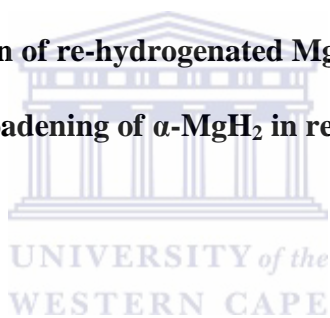 n of re-hydrogenated Mg
adening of α-MgH₂ in re
UNIVERSITY of the
WESTERN CAPE